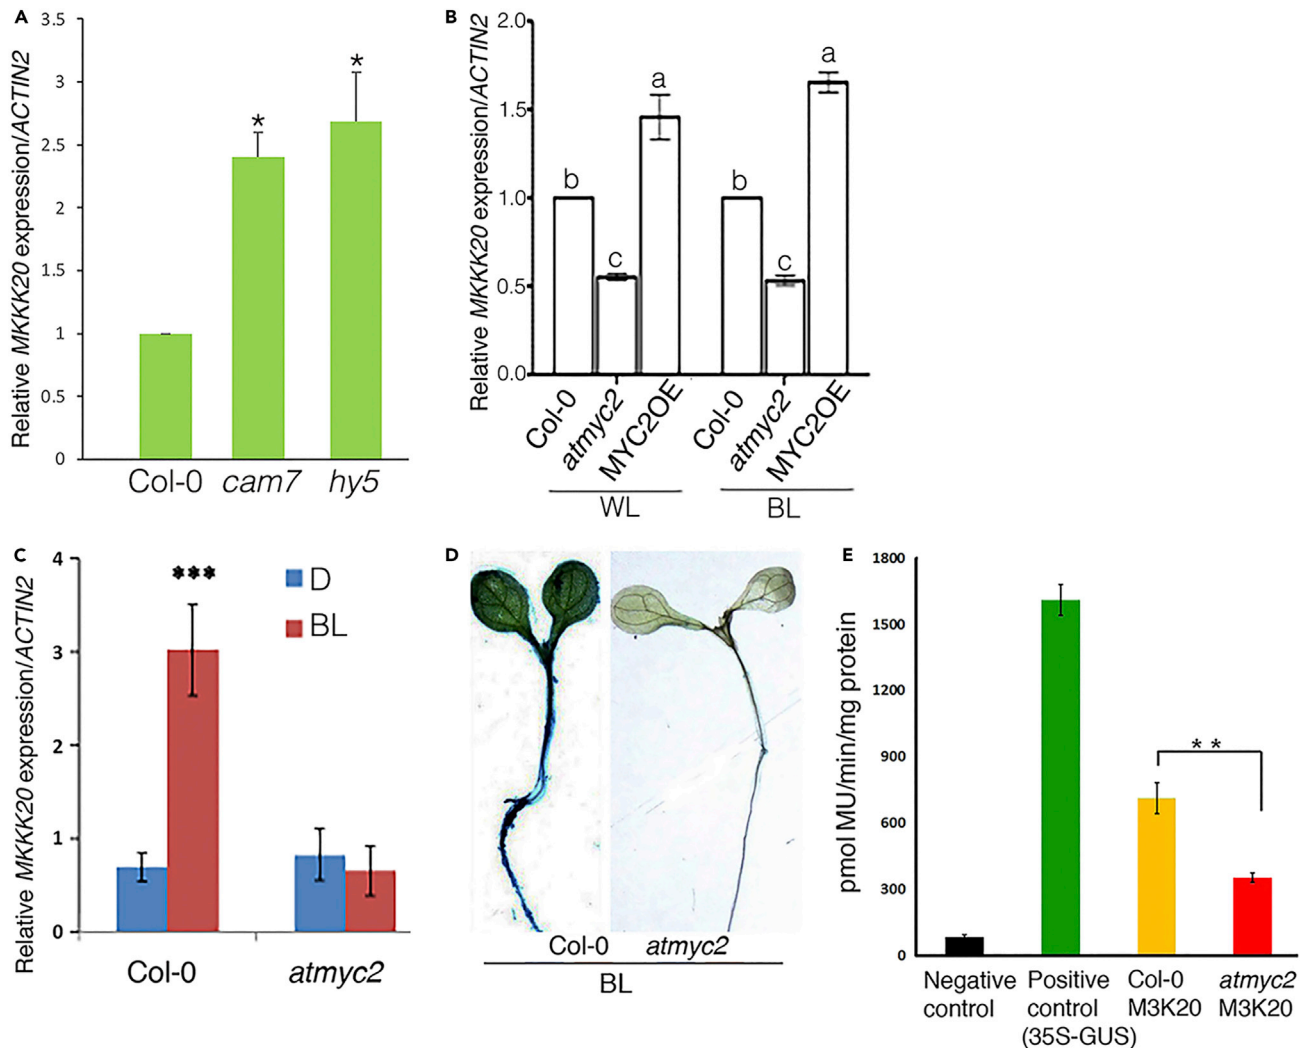 A
Relative MKKK20 expression/ACTIN2
3.5
3
2.5
2
1.5
1
0.5
0
*
*
Col-0 cam7 hy5
B
Relative MKKK20 expression/ACTIN2
2.0
1.5
1.0
0.5
0.0
b
c
a
b
c
a
Col-0
atmyc2
MYC2OE
Col-0
atmyc2
MYC2OE
WL
BL
C
Relative MKKK20 expression/ACTIN2
4
3
2
1
0
***
D
BL
Col-0
atmyc2
D
Col-0 atmyc2
BL
E
pmol MU/min/mg protein
1800
1500
1200
900
600
300
0
**
Negative control
Positive control (35S-GUS)
Col-0 M3K20
atmyc2 M3K20